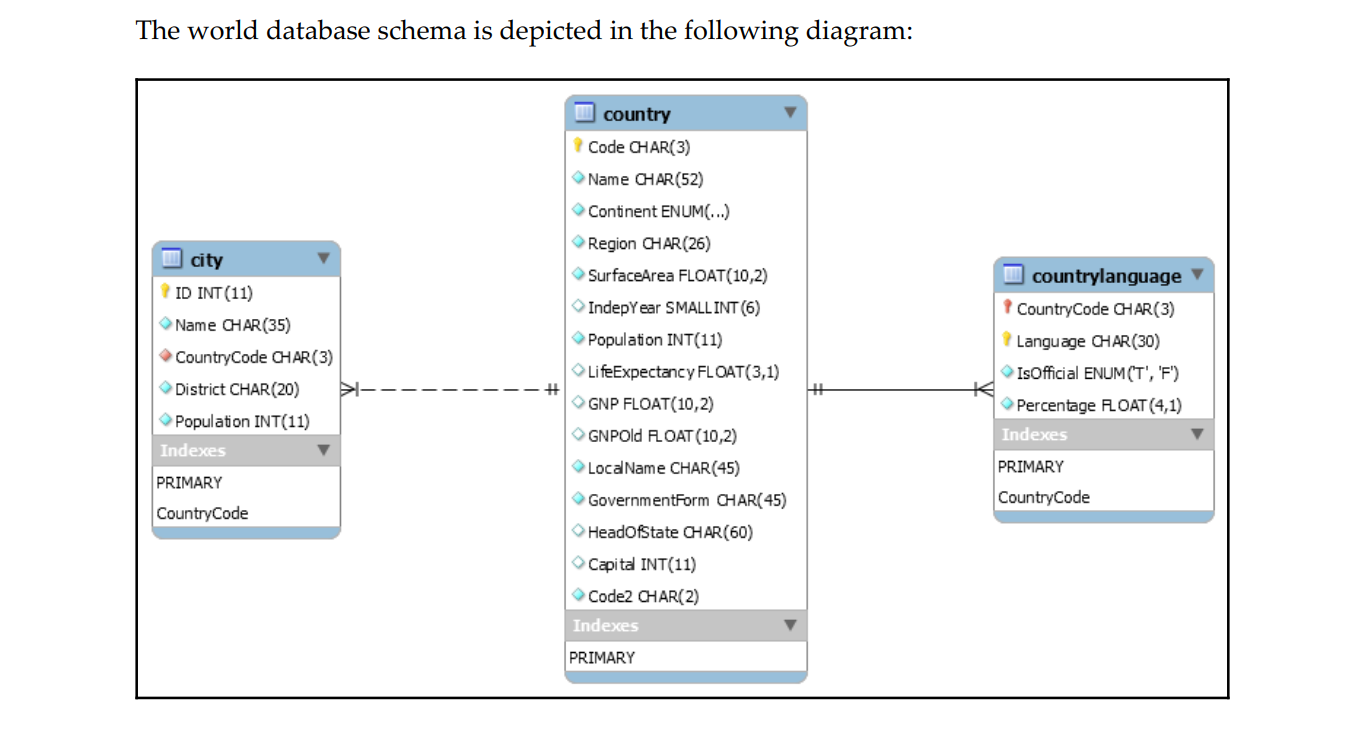 The world database schema is depicted in the following diagram:
city
ID INT(11)
Name CHAR(35)
CountryCode CHAR(3)
District CHAR(20)
Population INT(11)
Indexes
PRIMARY
CountryCode
country
Code CHAR(3)
Name CHAR(52)
Continent ENUM(...)
Region CHAR(26)
SurfaceArea FLOAT(10,2)
IndepYear SMALLINT(6)
Population INT(11)
LifeExpectancy FLOAT(3,1)
GNP FLOAT(10,2)
GNPOld FLOAT(10,2)
LocalName CHAR(45)
GovernmentForm CHAR(45)
HeadOfState CHAR(60)
Capital INT(11)
Code2 CHAR(2)
Indexes
PRIMARY
countrylanguage
CountryCode CHAR(3)
Language CHAR(30)
IsOfficial ENUM('T', 'F')
Percentage FLOAT(4,1)
Indexes
PRIMARY
CountryCode